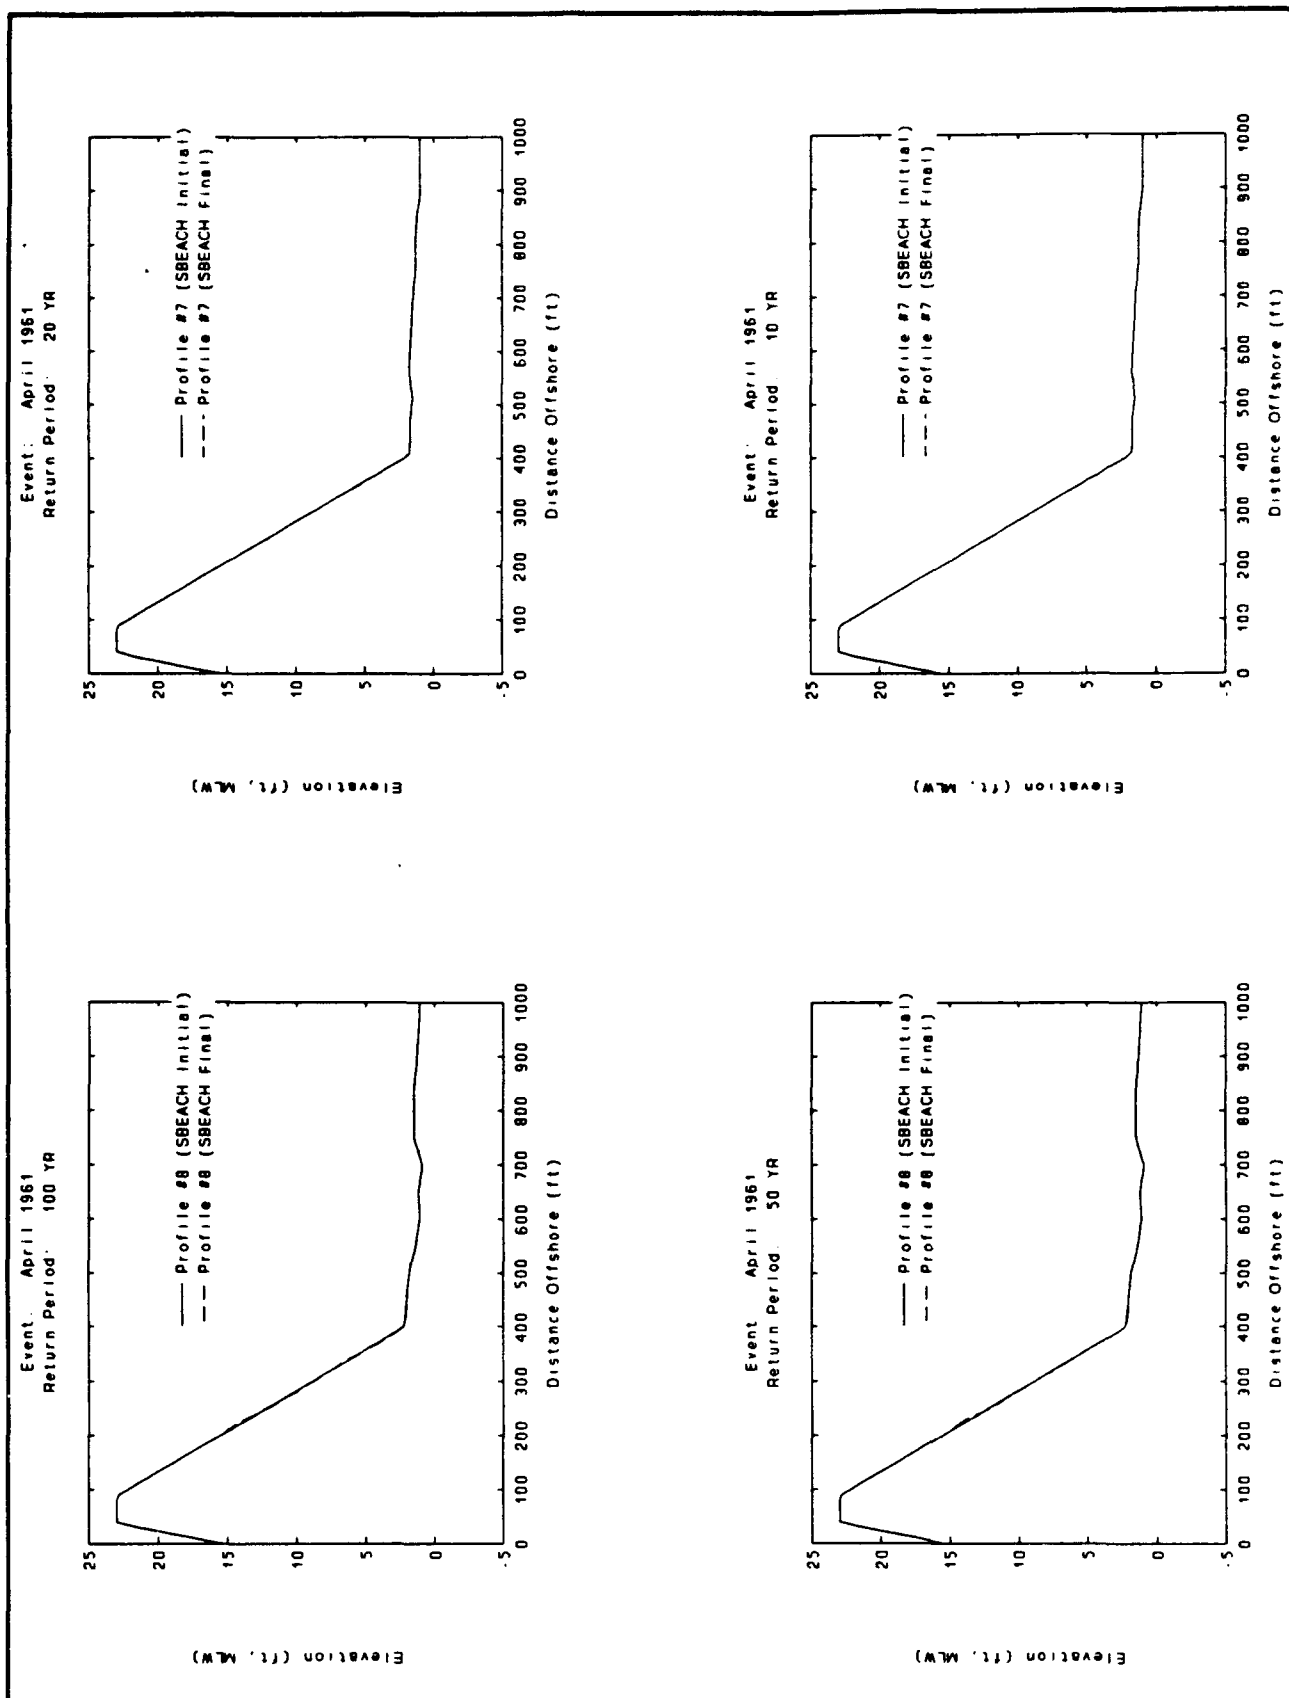 Event: April 1961
Return Period: 100 YR
Profile #8 (SBEACH Initial)
Profile #8 (SBEACH Final)
Elevation (ft, MLW)
25
20
15
10
5
0
-5
0 100 200 300 400 500 600 700 800 900 1000
Distance Offshore (ft)
Event: April 1961
Return Period: 20 YR
Profile #7 (SBEACH Initial)
Profile #7 (SBEACH Final)
Elevation (ft, MLW)
25
20
15
10
5
0
-5
0 100 200 300 400 500 600 700 800 900 1000
Distance Offshore (ft)
Event April 1961
Return Period 50 YR
Profile #8 (SBEACH Initial)
Profile #8 (SBEACH Final)
Elevation (ft, MLW)
25
20
15
10
5
0
-5
0 100 200 300 400 500 600 700 800 900 1000
Distance Offshore (ft)
Event April 1961
Return Period 10 YR
Profile #7 (SBEACH Initial)
Profile #7 (SBEACH Final)
Elevation (ft, MLW)
25
20
15
10
5
0
-5
0 100 200 300 400 500 600 700 800 900 1000
Distance Offshore (ft)